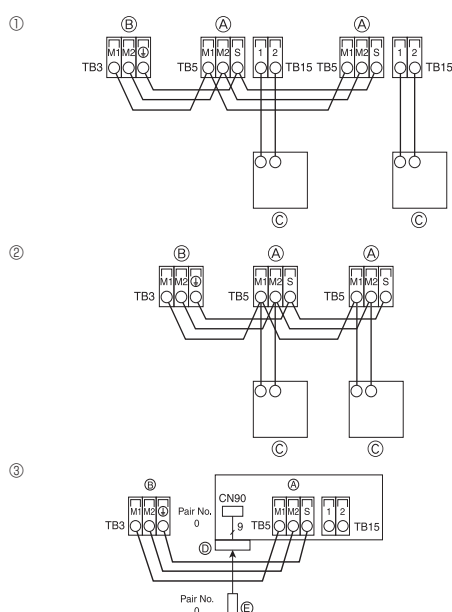 ①
Ⓑ Ⓐ Ⓐ
TB3 M1 M2 ⏚ TB5 M1 M2 S 1 2 TB15 TB5 M1 M2 S 1 2 TB15
Ⓒ Ⓒ
②
Ⓑ Ⓐ Ⓐ
TB3 M1 M2 ⏚ TB5 M1 M2 S TB5 M1 M2 S
Ⓒ Ⓒ
③
Ⓑ Ⓐ
CN90
Pair No.
0
TB3 M1 M2 ⏚ 9 TB5 M1 M2 S 1 2 TB15
Ⓓ
Pair No.
0
Ⓔ